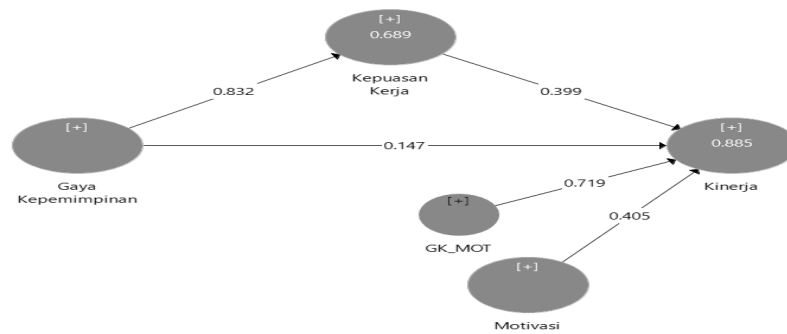 [+]
0.689
Kepuasan
Kerja
0.832
0.399
[+]
Gaya
Kepemimpinan
0.147
[+]
0.885
Kinerja
[+]
GK_MOT
0.719
0.405
[+]
Motivasi